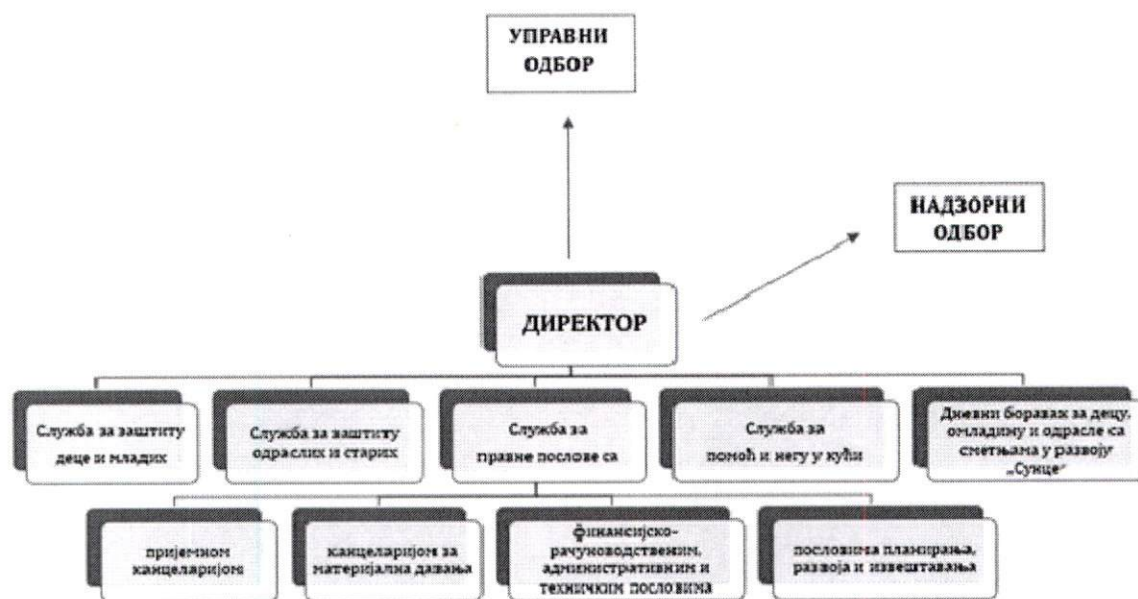 УПРАВНИ
ОДБОР
НАДЗОРНИ
ОДБОР
ДИРЕКТОР
Служба за заштиту
деце и младих
Служба за заштиту
одраслих и старих
Служба за
правне послове са
Служба за
помоћ и негу у кући
Дневни боравак за децу,
омладину и одрасле са
сметњама у развоју
„Сунце“
пријемном
канцеларијом
канцеларијом за
материјална давања
финансијско-
рачуноводственим,
административним и
техничким пословима
пословима планирања,
развоја и извештавања